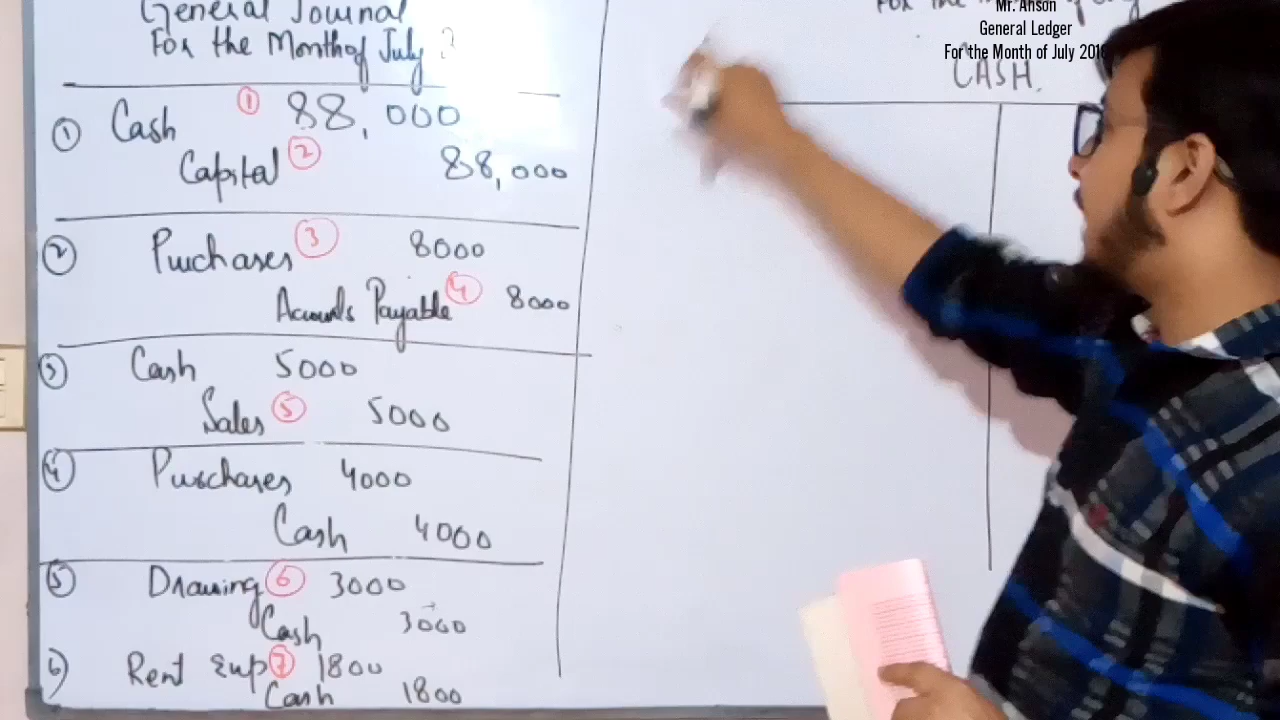 General Journal
For the Month of July
① Cash ① 88,000
Capital ② 88,000
② Purchases ③ 8000
Accounts Payable ④ 8000
③ Cash 5000
Sales ⑤ 5000
④ Purchases 4000
Cash 4000
⑤ Drawing ⑥ 3000
Cash 3000
6) Rent Exp ⑦ 1800
Cash 1800
Mr. Ahson
General Ledger
For the Month of July 201
CASH.